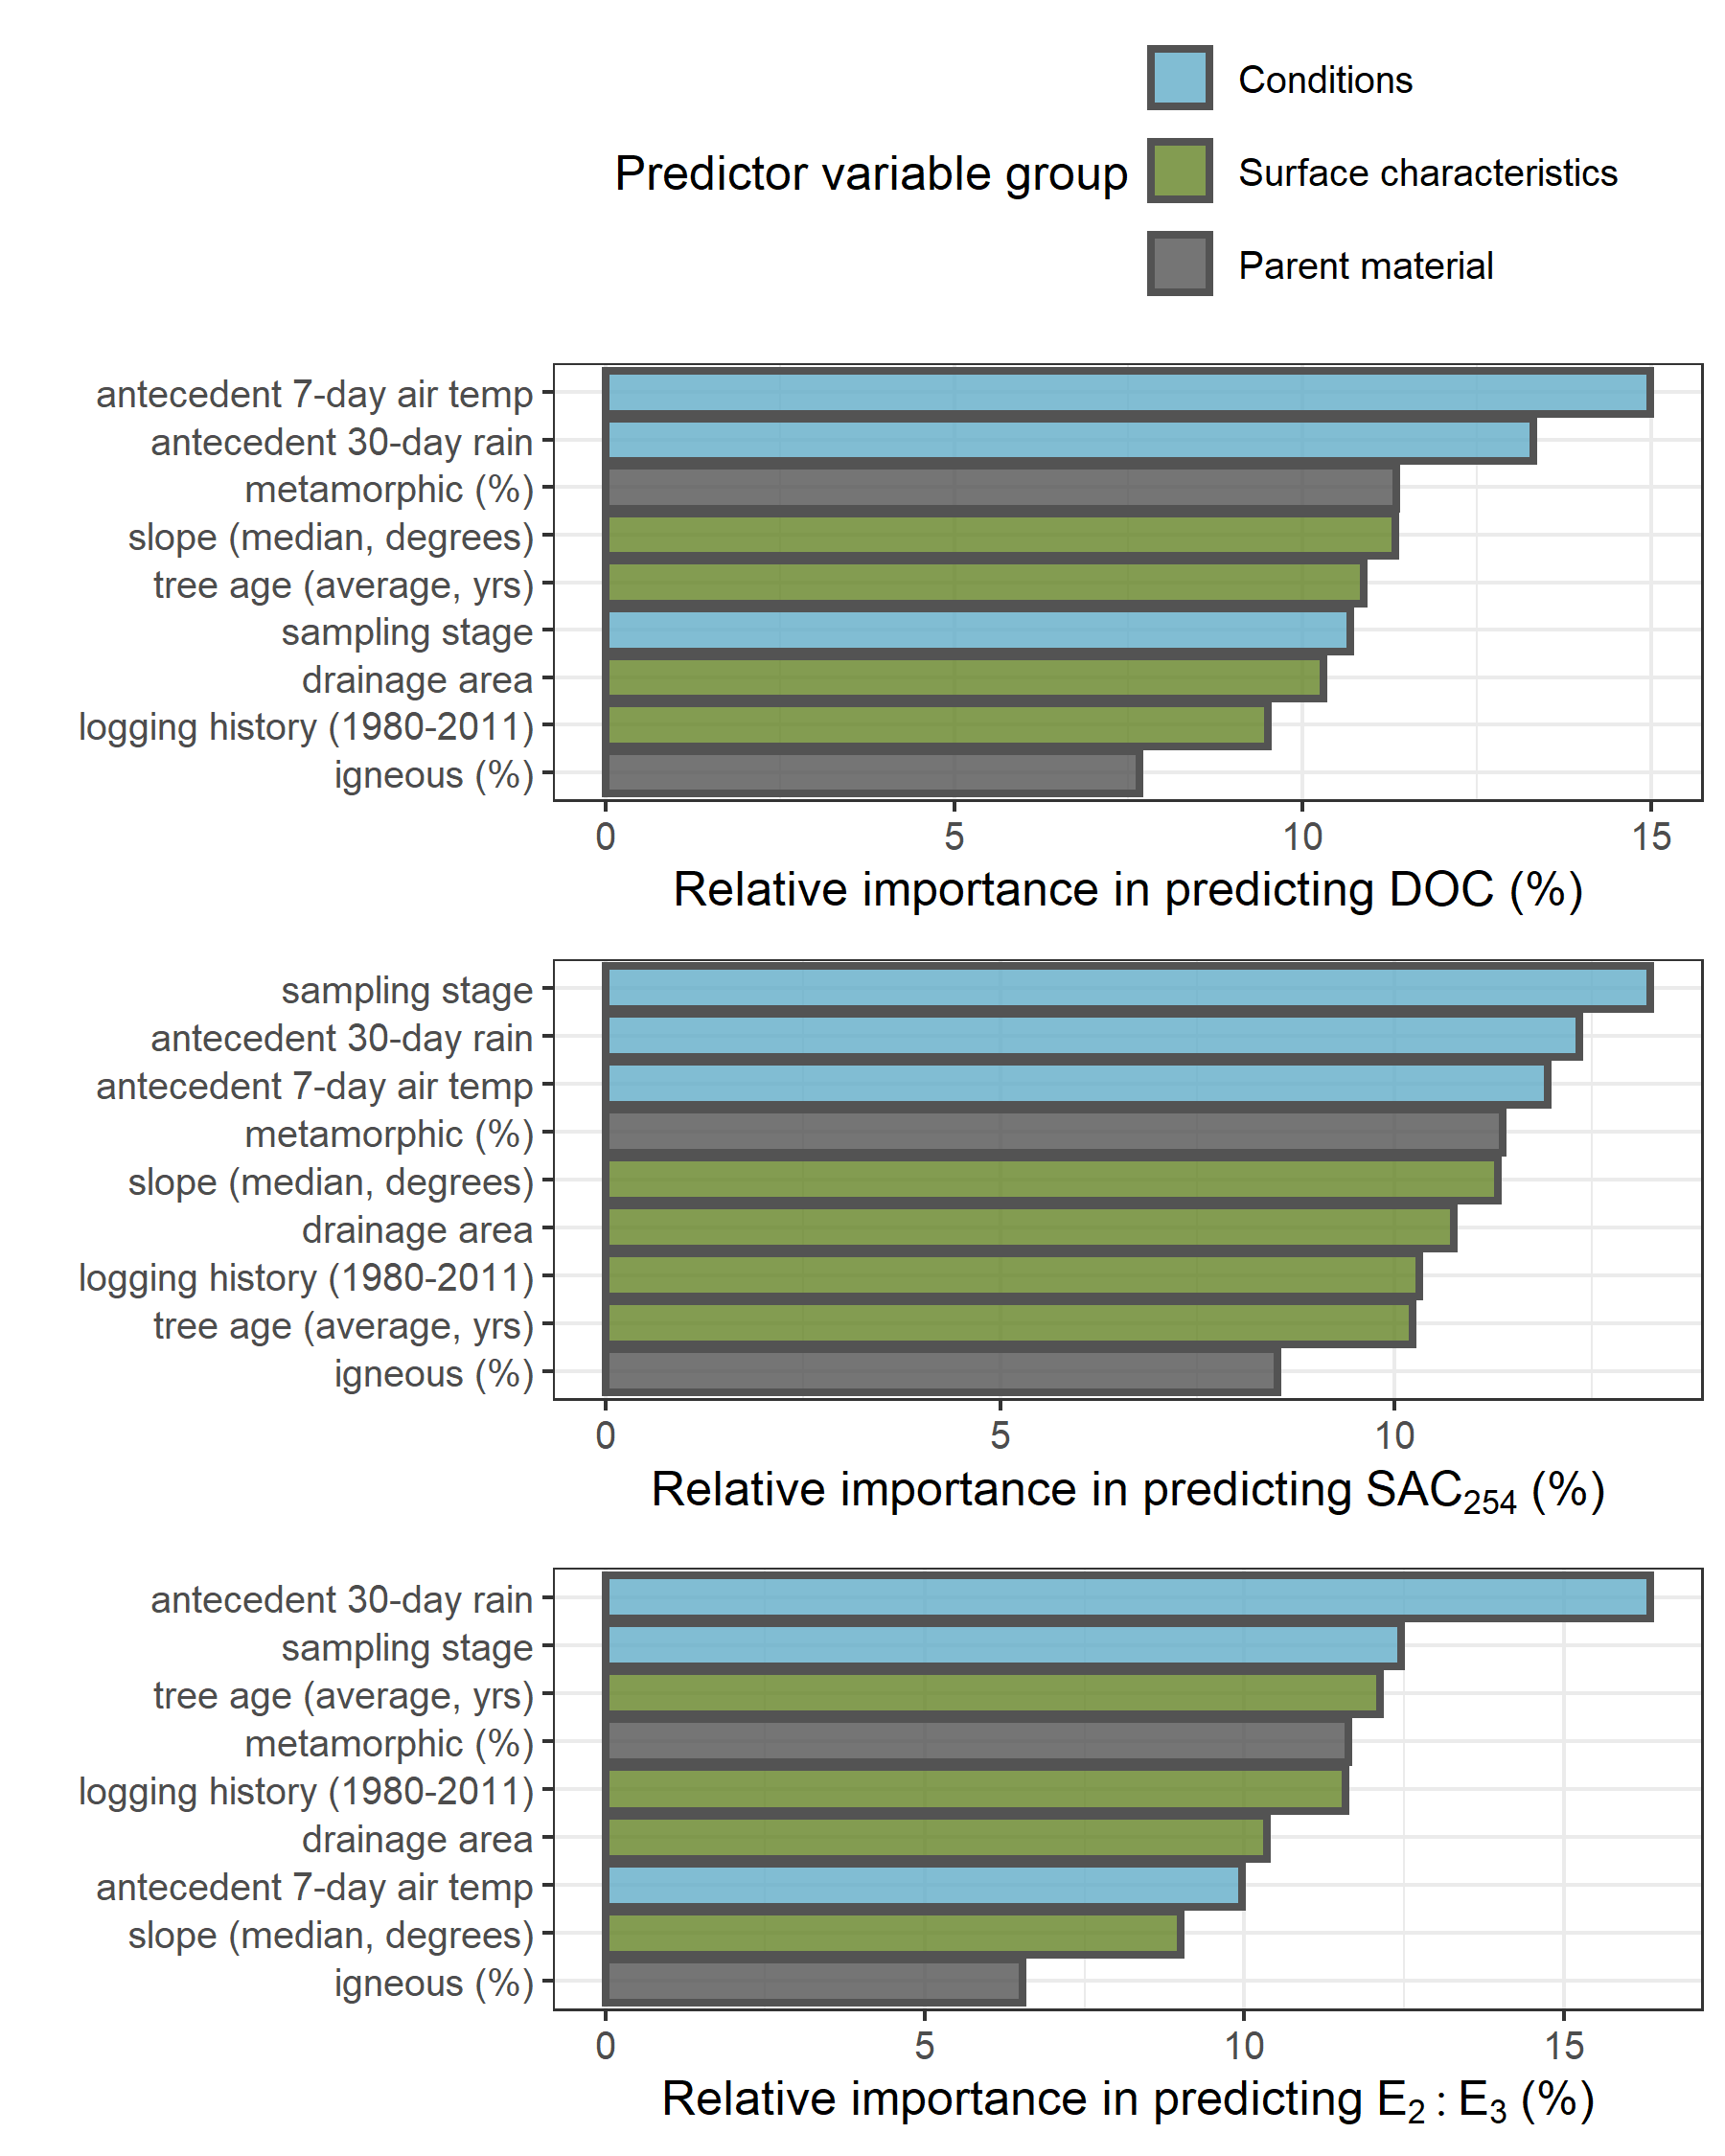 Predictor variable group
Conditions
Surface characteristics
Parent material
antecedent 7-day air temp
antecedent 30-day rain
metamorphic (%)
slope (median, degrees)
tree age (average, yrs)
sampling stage
drainage area
logging history (1980-2011)
igneous (%)
0 5 10 15
Relative importance in predicting DOC (%)
sampling stage
antecedent 30-day rain
antecedent 7-day air temp
metamorphic (%)
slope (median, degrees)
drainage area
logging history (1980-2011)
tree age (average, yrs)
igneous (%)
0 5 10
Relative importance in predicting SAC₂₅₄ (%)
antecedent 30-day rain
sampling stage
tree age (average, yrs)
metamorphic (%)
logging history (1980-2011)
drainage area
antecedent 7-day air temp
slope (median, degrees)
igneous (%)
0 5 10 15
Relative importance in predicting E₂ : E₃ (%)